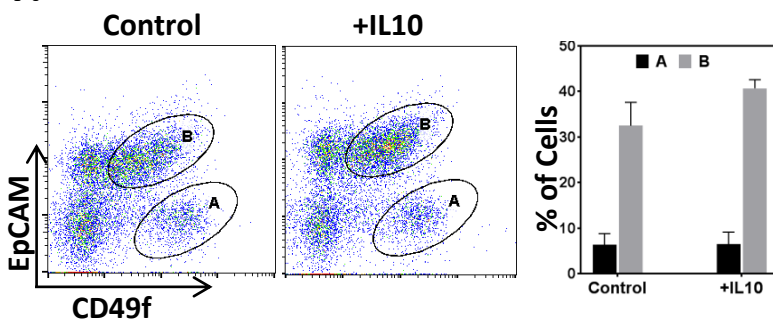 Control
+IL10
EpCAM
CD49f
B
A
B
A
A B
% of Cells
50
40
30
20
10
0
Control +IL10